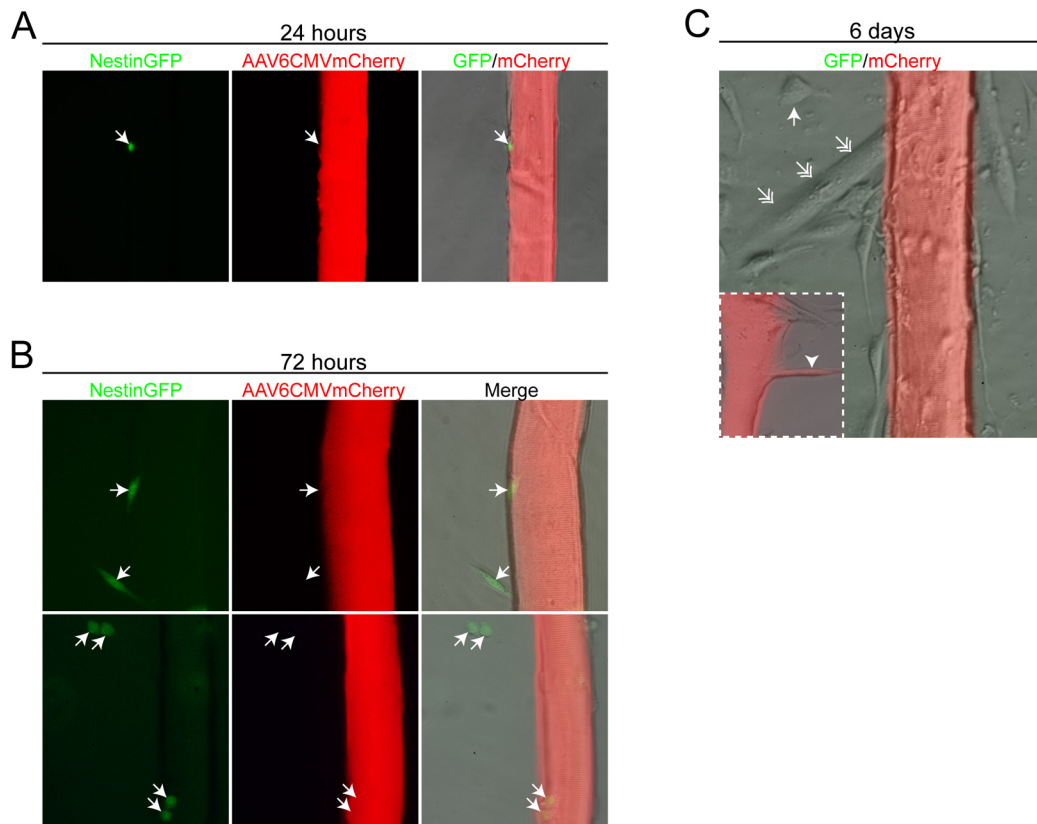 A
24 hours
NestinGFP AAV6CMVmCherry GFP/mCherry
B
72 hours
NestinGFP AAV6CMVmCherry Merge
C
6 days
GFP/mCherry